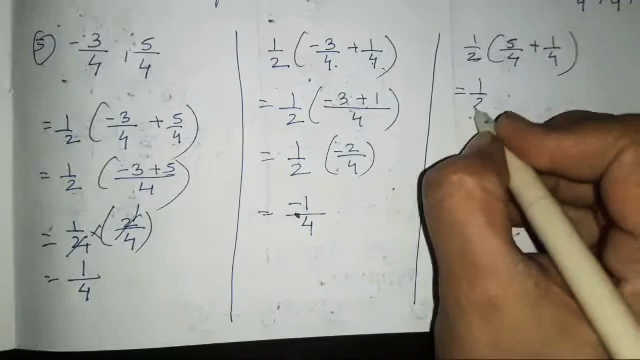 5) -3/4 , 5/4
= 1/2 (-3/4 + 5/4)
= 1/2 (-3+5/4)
= 1/2 × (2/4)
= 1/4
1/2 (-3/4 + 1/4)
= 1/2 (-3+1/4)
= 1/2 (-2/4)
= -1/4
1/2 (5/4 + 1/4)
= 1/2